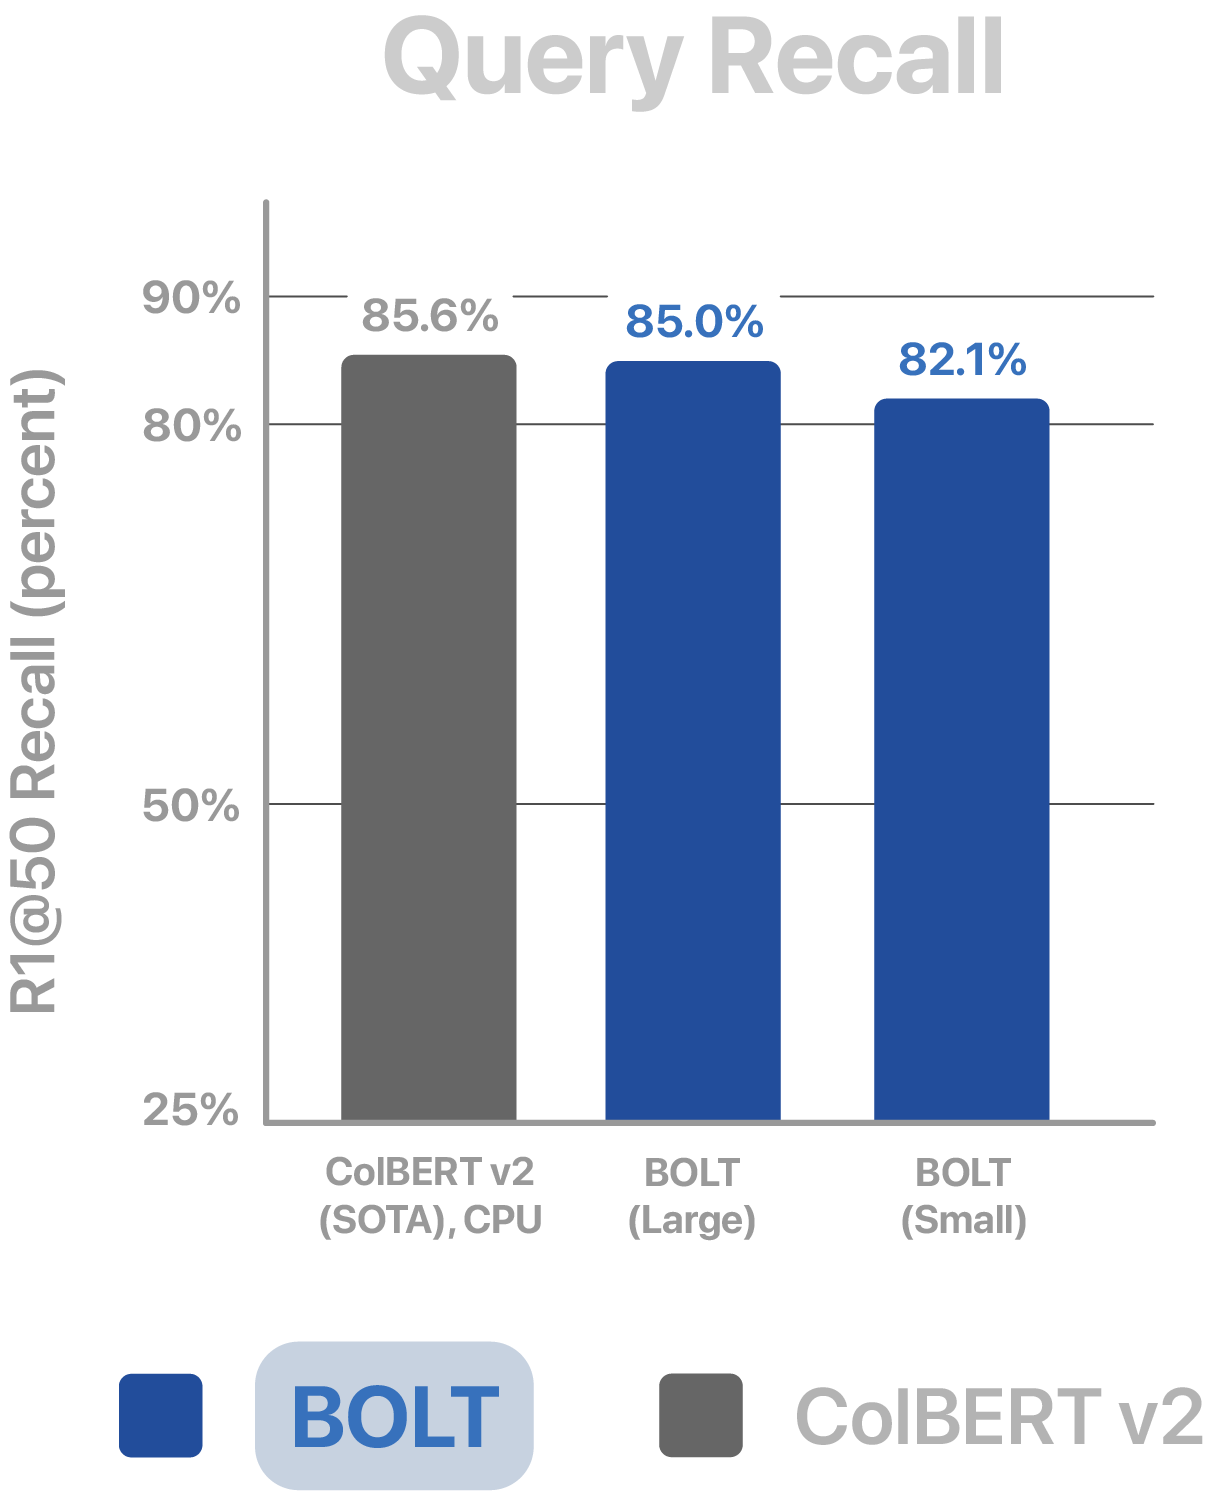 Query Recall
R1@50 Recall (percent)
90%
80%
50%
25%
85.6%
85.0%
82.1%
ColBERT v2
(SOTA), CPU
BOLT
(Large)
BOLT
(Small)
BOLT
ColBERT v2